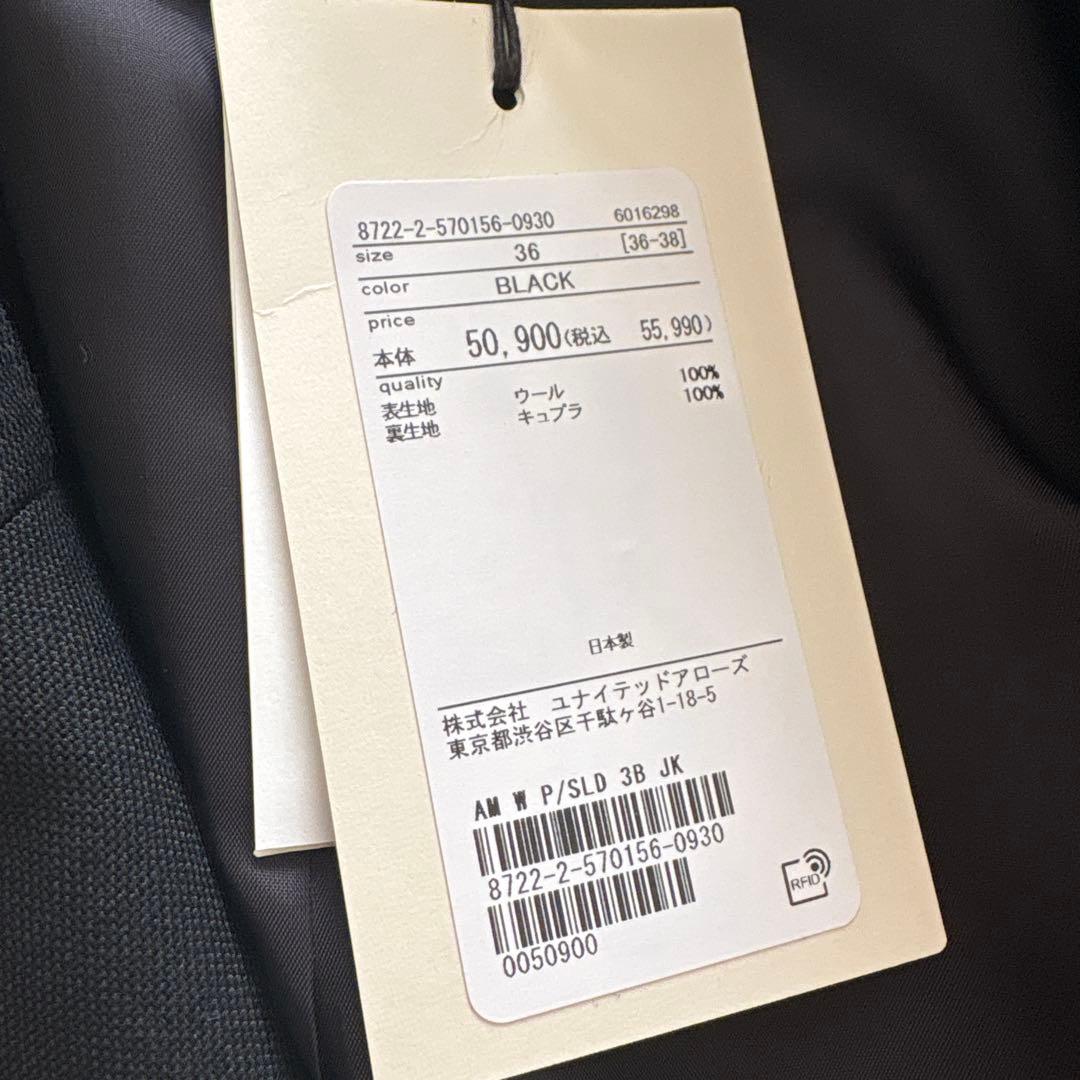 8722-2-570156-0930 6016298
size 36 [36-38]
color BLACK
price
本体 50,900(税込 55,990)
quality
表生地 ウール 100%
裏生地 キュプラ 100%
日本製
株式会社 ユナイテッドアローズ
東京都渋谷区千駄ヶ谷1-18-5
AM W P/SLD 3B JK
8722-2-570156-0930
0050900
RFID